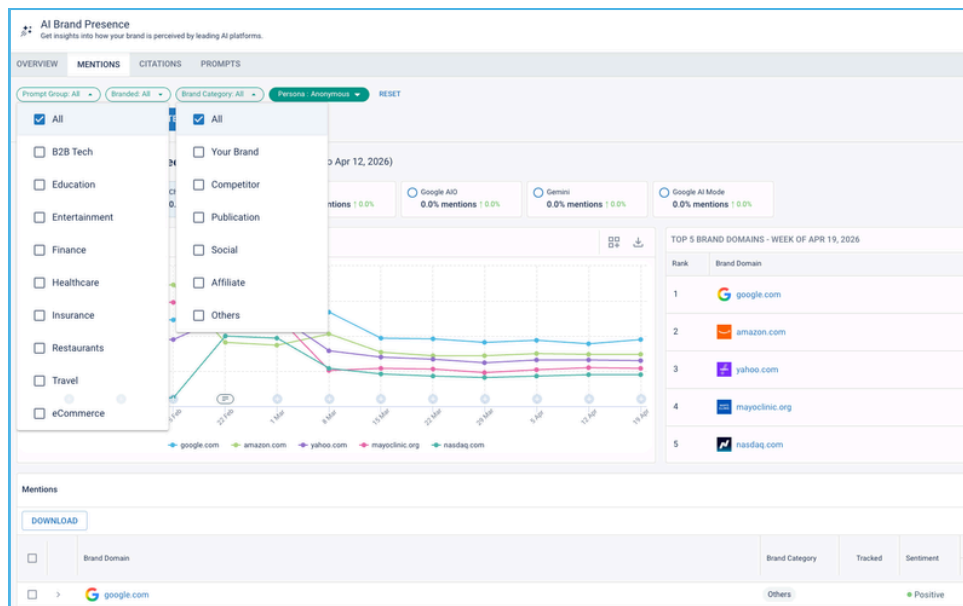 AI Brand Presence
Get insights into how your brand is perceived by leading AI platforms.
OVERVIEW MENTIONS CITATIONS PROMPTS
Prompt Group: All Branded: All Brand Category: All Persona : Anonymous RESET
All
B2B Tech
Education
Entertainment
Finance
Healthcare
Insurance
Restaurants
Travel
eCommerce
All
Your Brand
Competitor
Publication
Social
Affiliate
Others
Apr 12, 2026)
0.0%
Google AIO
0.0% mentions ↑ 0.0%
Gemini
0.0% mentions ↑ 0.0%
Google AI Mode
0.0% mentions ↑ 0.0%
22 Feb 1 Mar 8 Mar 15 Mar 22 Mar 29 Mar 5 Apr 12 Apr 19 Apr
google.com amazon.com yahoo.com mayoclinic.org nasdaq.com
TOP 5 BRAND DOMAINS - WEEK OF APR 19, 2026
Rank Brand Domain
1 google.com
2 amazon.com
3 yahoo.com
4 mayoclinic.org
5 nasdaq.com
Mentions
DOWNLOAD
Brand Domain Brand Category Tracked Sentiment
google.com Others Positive